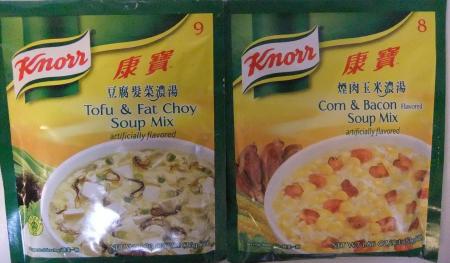 9
Knorr
康寶
豆腐髮菜濃湯
Tofu & Fat Choy
Soup Mix
artificially flavored
8
Knorr
康寶
煙肉玉米濃湯
Corn & Bacon Flavored
Soup Mix
artificially flavored